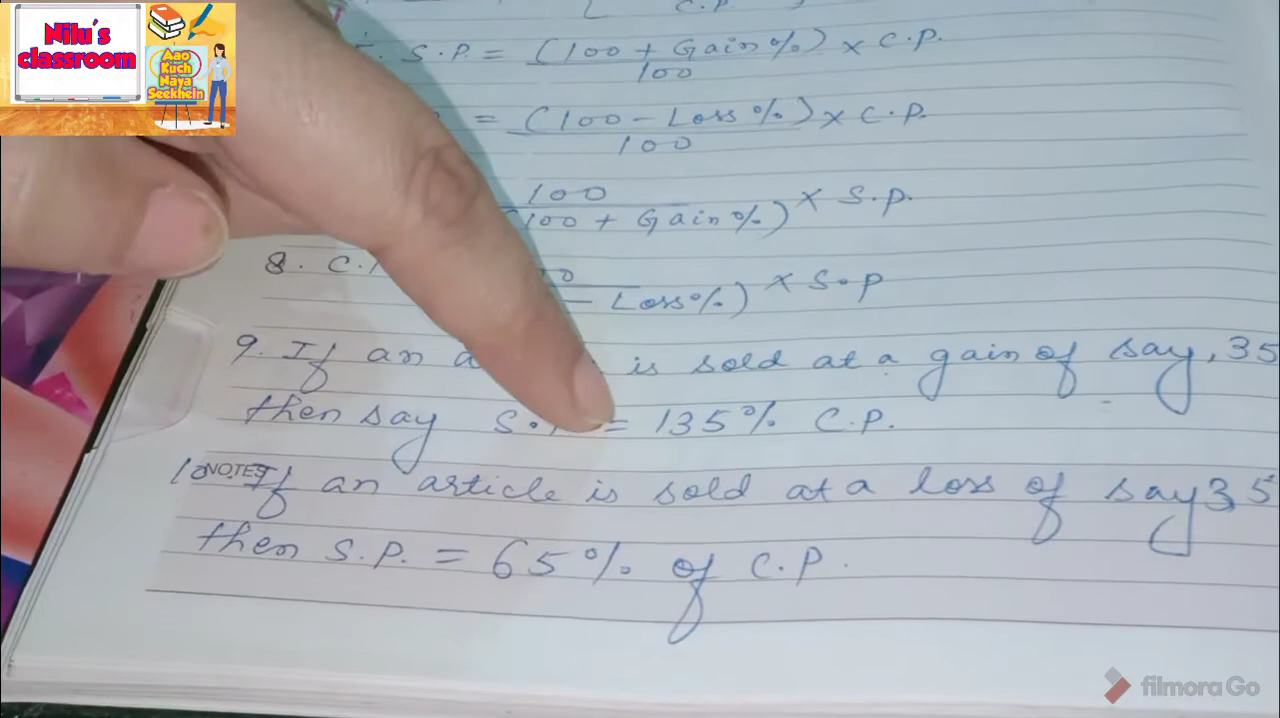 Nilu's
classroom
Aao
Kuch
Naya
Seekhein
C.P
S.P. = (100 + Gain%) × C.P.
100
= (100 - Loss%) × C.P.
100
100
(100 + Gain%) × S.P.
8. C.
- Loss%) × S.P
9. If an is sold at a gain of say, 35
then say S. = 135% C.P.
10. If an article is sold at a loss of say 35
NOTES
then S.P. = 65% of C.P.
filmora Go